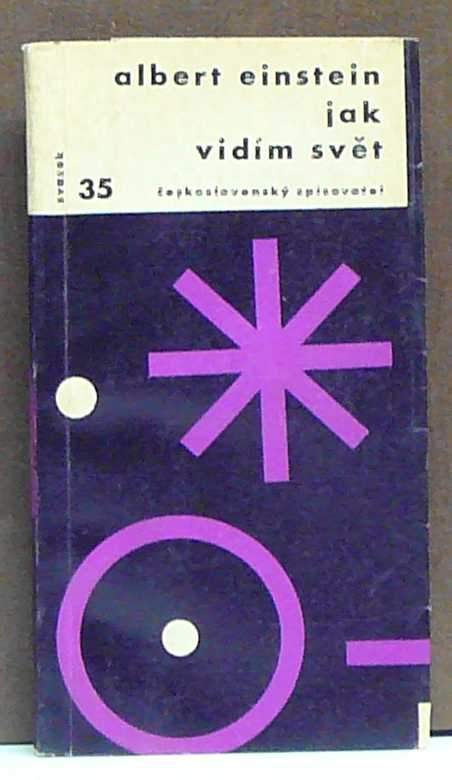 albert einstein
jak
vidím svět
svazek 35
československý spisovatel